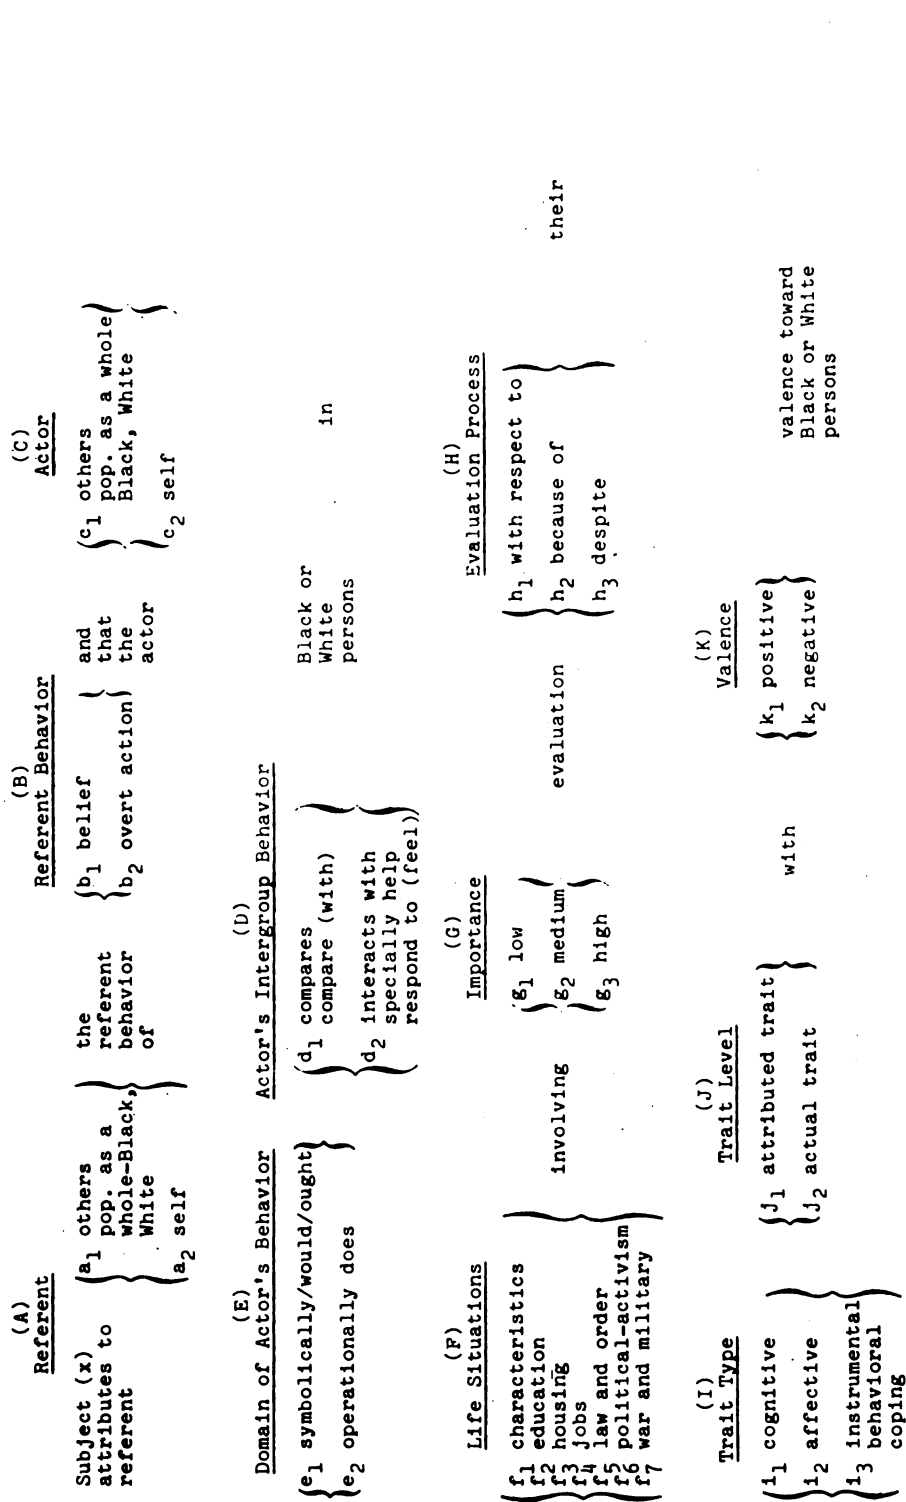 (A)
Referent
Subject (x)
attributes to
referent
a1 others
pop. as a
whole-Black,
White
a2 self
the
referent
behavior
of
(B)
Referent Behavior
b1 belief
b2 overt action
and
that
the
actor
(C)
Actor
c1 others
pop. as a whole
Black, White
c2 self
(E)
Domain of Actor's Behavior
e1 symbolically/would/ought
e2 operationally does
(D)
Actor's Intergroup Behavior
d1 compares
compare (with)
d2 interacts with
specially help
respond to (feel)
Black or
White
persons
in
(F)
Life Situations
f1 characteristics
f2 education
f3 housing
f4 jobs
f5 law and order
f6 political-activism
f7 war and military
involving
(G)
Importance
g1 low
g2 medium
g3 high
evaluation
(H)
Evaluation Process
h1 with respect to
h2 because of
h3 despite
their
(I)
Trait Type
i1 cognitive
i2 affective
i3 instrumental
behavioral
coping
(J)
Trait Level
j1 attributed trait
j2 actual trait
with
(K)
Valence
k1 positive
k2 negative
valence toward
Black or White
persons